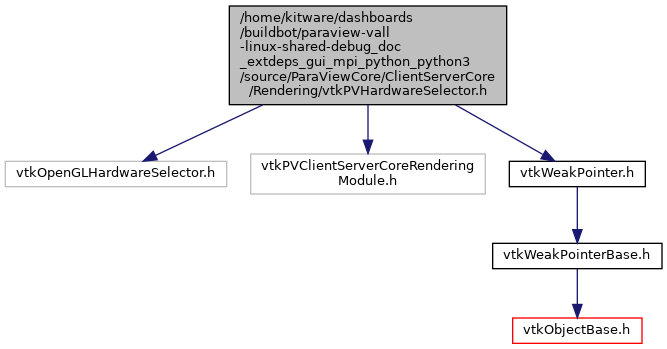 /home/kitware/dashboards
/buildbot/paraview-vall
-linux-shared-debug_doc
_extdeps_gui_mpi_python_python3
/source/ParaViewCore/ClientServerCore
/Rendering/vtkPVHardwareSelector.h
vtkOpenGLHardwareSelector.h
vtkPVClientServerCoreRendering
Module.h
vtkWeakPointer.h
vtkWeakPointerBase.h
vtkObjectBase.h